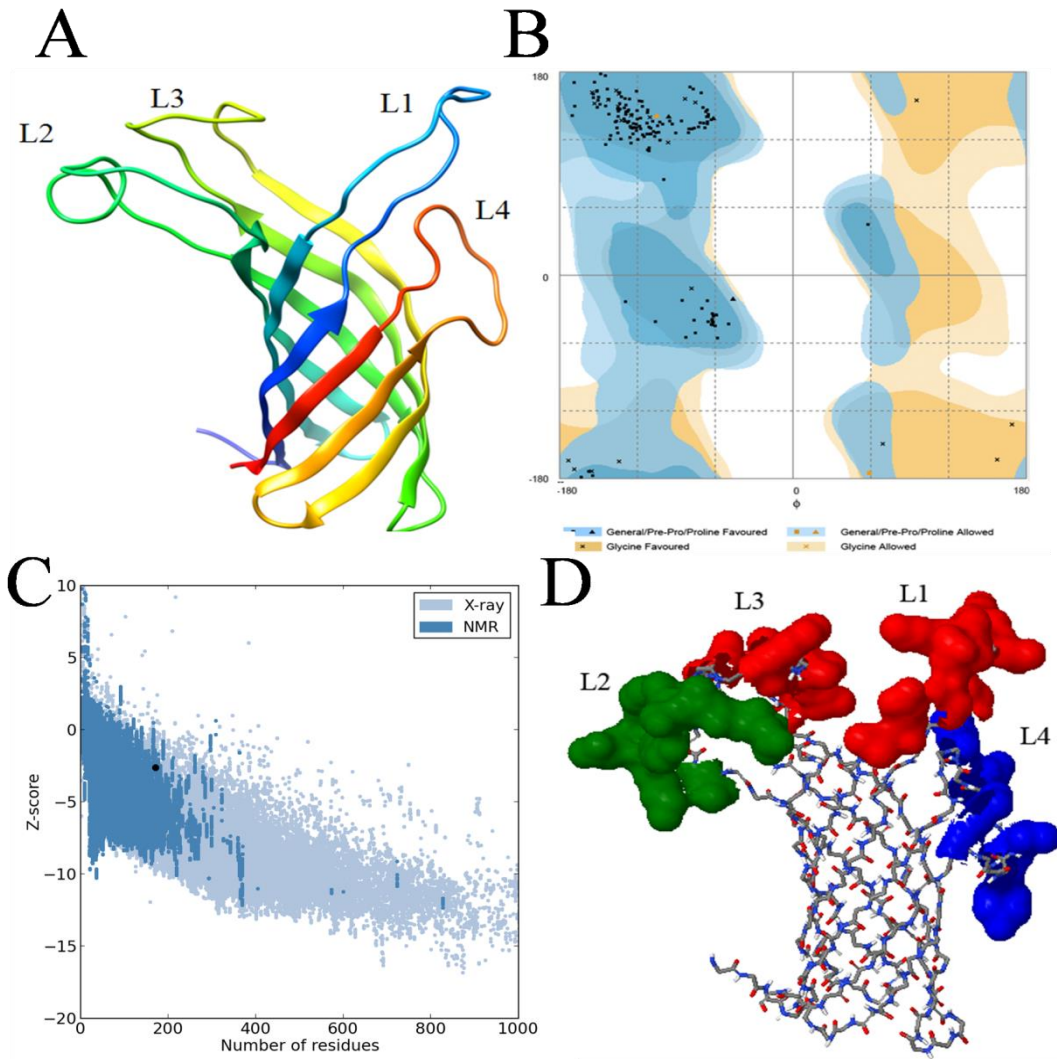 A
L3
L1
L2
L4
B
180
0
-180
-180
0
180
ϕ
General/Pre-Pro/Proline Favoured
General/Pre-Pro/Proline Allowed
Glycine Favoured
Glycine Allowed
C
10
5
0
−5
−10
−15
−20
Z-score
X-ray
NMR
0
200
400
600
800
1000
Number of residues
D
L3
L1
L2
L4